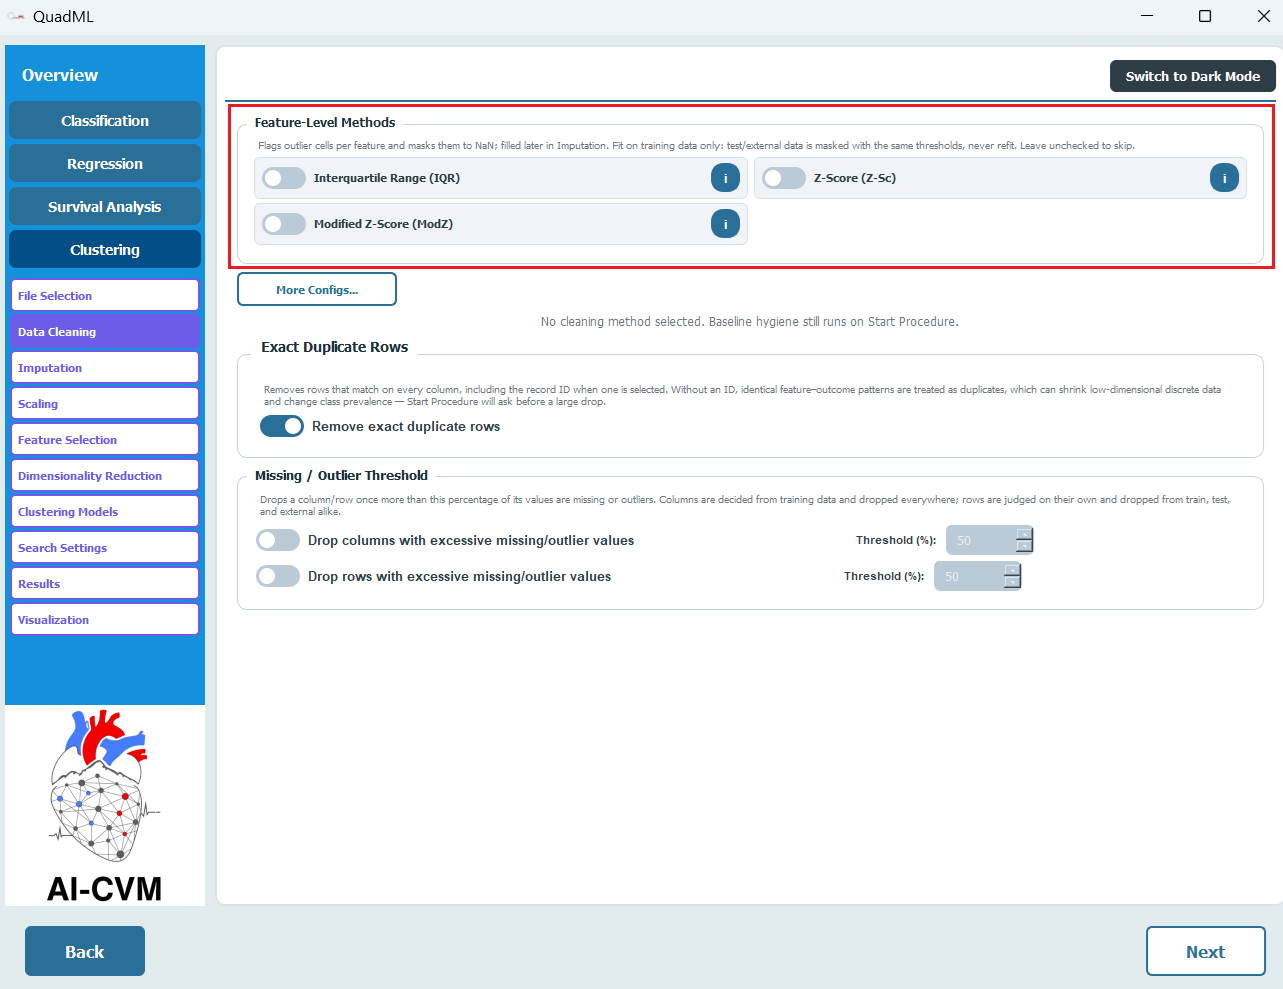 QuadML
Overview
Classification
Regression
Survival Analysis
Clustering
File Selection
Data Cleaning
Imputation
Scaling
Feature Selection
Dimensionality Reduction
Clustering Models
Search Settings
Results
Visualization
AI-CVM
Back
Switch to Dark Mode
Feature-Level Methods
Flags outlier cells per feature and masks them to NaN; filled later in Imputation. Fit on training data only: test/external data is masked with the same thresholds, never refit. Leave unchecked to skip.
Interquartile Range (IQR) i
Z-Score (Z-Sc) i
Modified Z-Score (ModZ) i
More Configs...
No cleaning method selected. Baseline hygiene still runs on Start Procedure.
Exact Duplicate Rows
Removes rows that match on every column, including the record ID when one is selected. Without an ID, identical feature–outcome patterns are treated as duplicates, which can shrink low-dimensional discrete data
and change class prevalence — Start Procedure will ask before a large drop.
Remove exact duplicate rows
Missing / Outlier Threshold
Drops a column/row once more than this percentage of its values are missing or outliers. Columns are decided from training data and dropped everywhere; rows are judged on their own and dropped from train, test,
and external alike.
Drop columns with excessive missing/outlier values Threshold (%): 50
Drop rows with excessive missing/outlier values Threshold (%): 50
Next